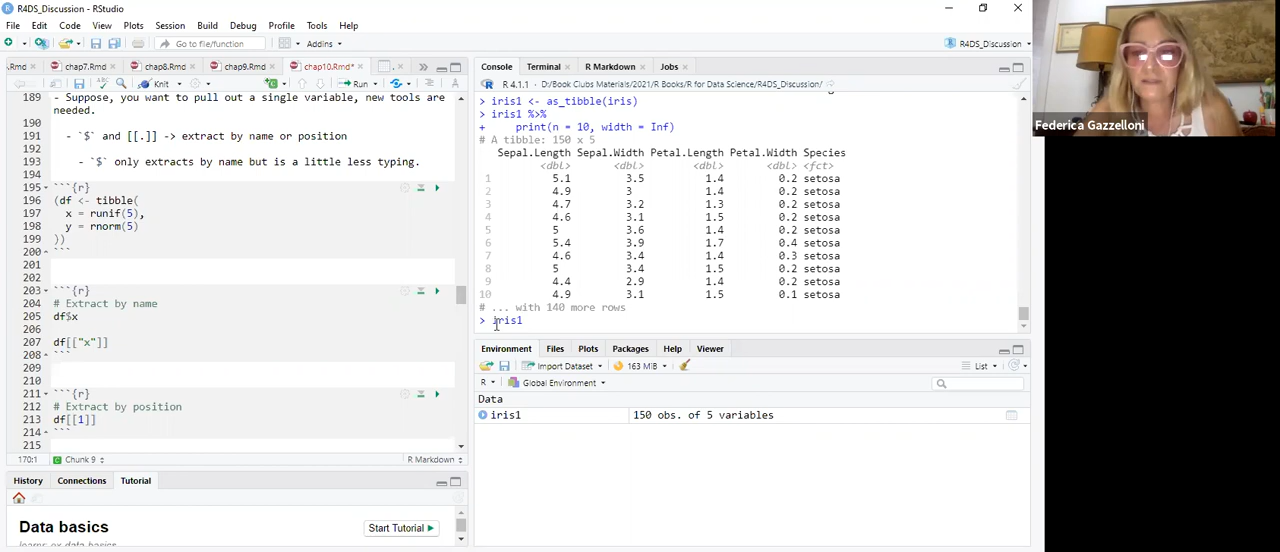 R4DS_Discussion - RStudio
File Edit Code View Plots Session Build Debug Profile Tools Help
Go to file/function
Addins
R4DS_Discussion
.Rmd chap7.Rmd chap8.Rmd chap9.Rmd chap10.Rmd*
Knit
Run
189 - Suppose, you want to pull out a single variable, new tools are
needed.
190
191 - `$` and [[.]] -> extract by name or position
192
193 - `$` only extracts by name but is a little less typing.
194
195 ```{r}
196 (df <- tibble(
197 x = runif(5),
198 y = rnorm(5)
199 ))
200 ```
201
202
203 ```{r}
204 # Extract by name
205 df$x
206
207 df[["x"]]
208 ```
209
210
211 ```{r}
212 # Extract by position
213 df[[1]]
214 ```
215
170:1 Chunk 9 R Markdown
History Connections Tutorial
Data basics
Start Tutorial
Console Terminal R Markdown Jobs
R 4.1.1 . D:/Book Clubs Materials/2021/R Books/R for Data Science/R4DS_Discussion/
> iris1 <- as_tibble(iris)
> iris1 %>%
+ print(n = 10, width = Inf)
# A tibble: 150 x 5
Sepal.Length Sepal.Width Petal.Length Petal.Width Species
<dbl> <dbl> <dbl> <dbl> <fct>
1 5.1 3.5 1.4 0.2 setosa
2 4.9 3 1.4 0.2 setosa
3 4.7 3.2 1.3 0.2 setosa
4 4.6 3.1 1.5 0.2 setosa
5 5 3.6 1.4 0.2 setosa
6 5.4 3.9 1.7 0.4 setosa
7 4.6 3.4 1.4 0.3 setosa
8 5 3.4 1.5 0.2 setosa
9 4.4 2.9 1.4 0.2 setosa
10 4.9 3.1 1.5 0.1 setosa
# ... with 140 more rows
> iris1
Environment Files Plots Packages Help Viewer
Import Dataset 163 MiB List
R Global Environment
Data
iris1 150 obs. of 5 variables
Federica Gazzelloni